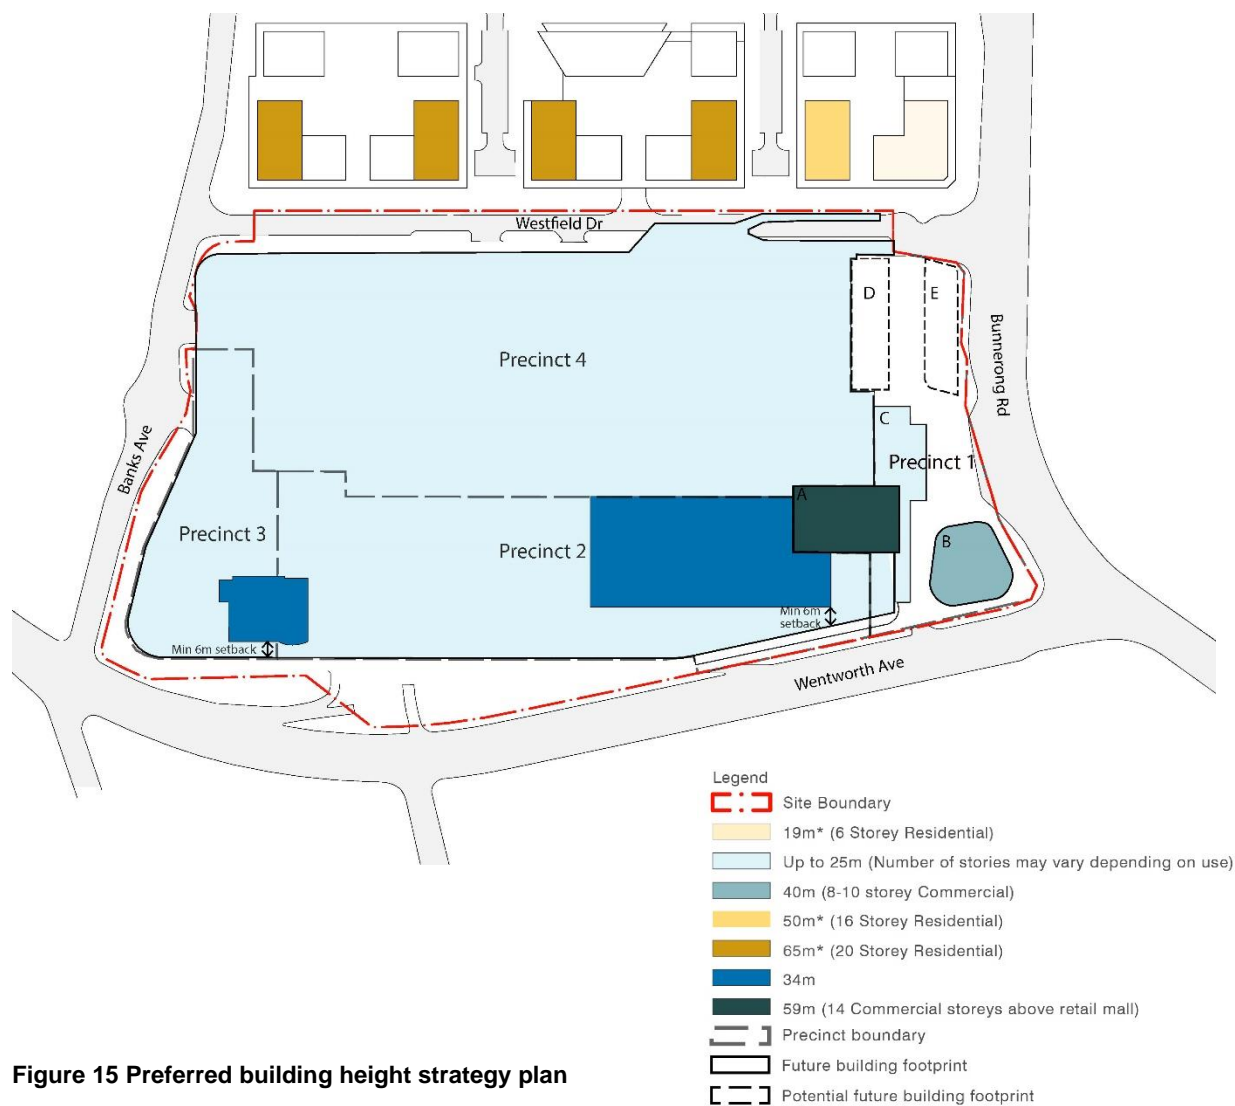 Westfield Dr
D
E
Bunnerong Rd
Precinct 4
Banks Ave
C
Precinct 1
A
Precinct 3
Precinct 2
B
Min 6m
setback
Min 6m setback
Wentworth Ave
Legend
Site Boundary
19m* (6 Storey Residential)
Up to 25m (Number of stories may vary depending on use)
40m (8-10 storey Commercial)
50m* (16 Storey Residential)
65m* (20 Storey Residential)
34m
59m (14 Commercial storeys above retail mall)
Precinct boundary
Future building footprint
Potential future building footprint
Figure 15 Preferred building height strategy plan